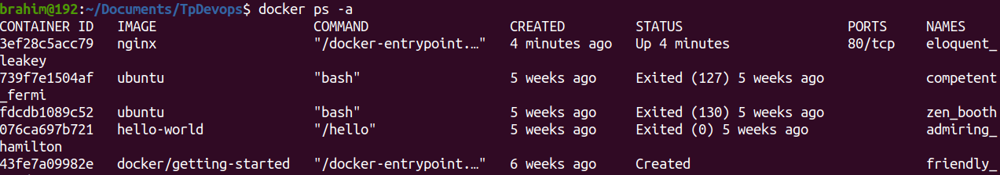 brahim@192:~/Documents/TpDevops$ docker ps -a
CONTAINER ID   IMAGE                    COMMAND                  CREATED         STATUS                     PORTS     NAMES
3ef28c5acc79   nginx                    "/docker-entrypoint.…"   4 minutes ago   Up 4 minutes               80/tcp    eloquent_
leakey
739f7e1504af   ubuntu                   "bash"                   5 weeks ago     Exited (127) 5 weeks ago             competent
_fermi
fdcdb1089c52   ubuntu                   "bash"                   5 weeks ago     Exited (130) 5 weeks ago             zen_booth
076ca697b721   hello-world              "/hello"                 5 weeks ago     Exited (0) 5 weeks ago               admiring_
hamilton
43fe7a09982e   docker/getting-started   "/docker-entrypoint.…"   6 weeks ago     Created                              friendly_